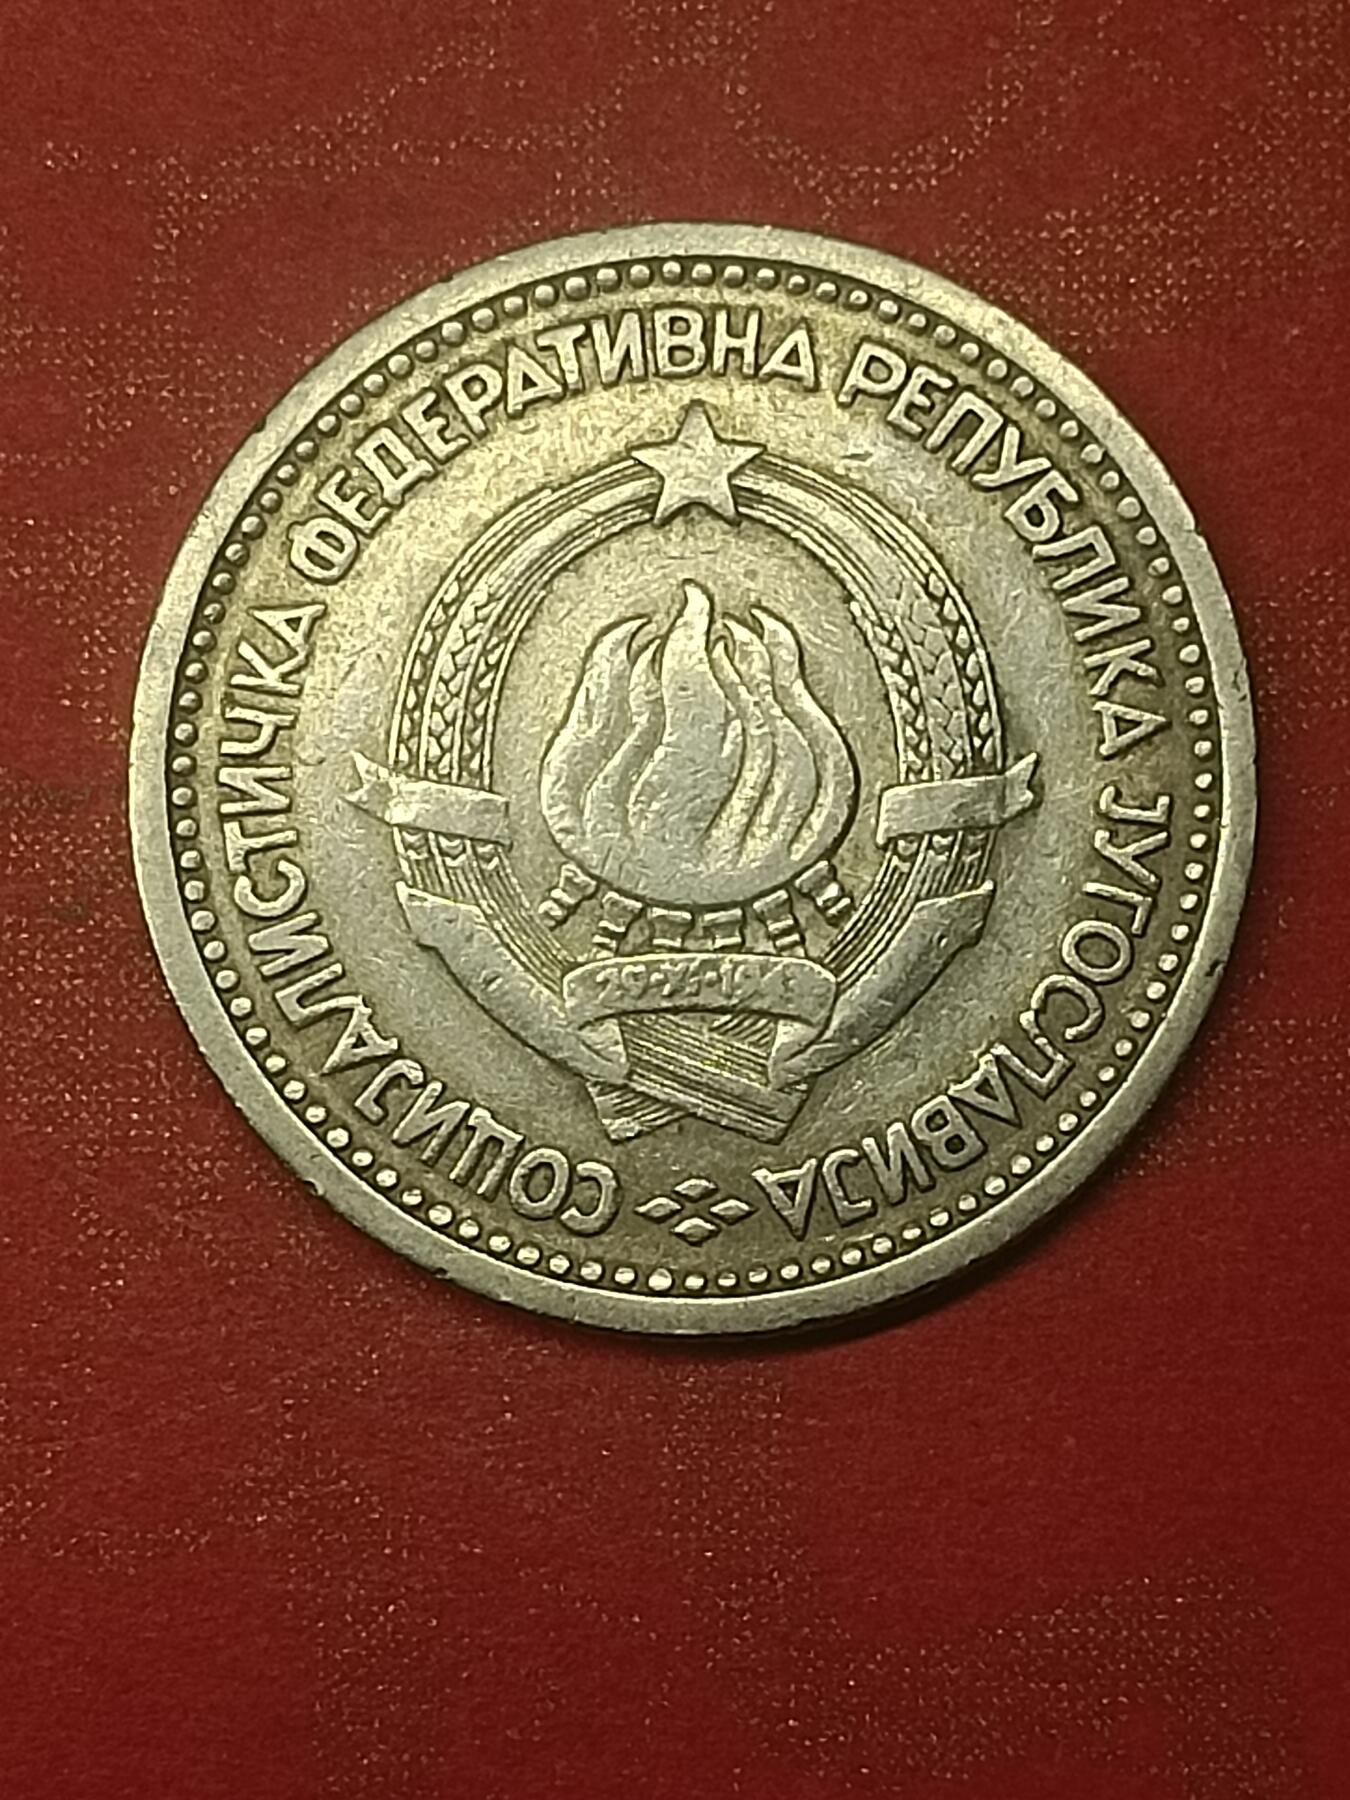 СОЦИЈАЛИСТИЧКА ФЕДЕРАТИВНА РЕПУБЛИКА ЈУГОСЛАВИЈА